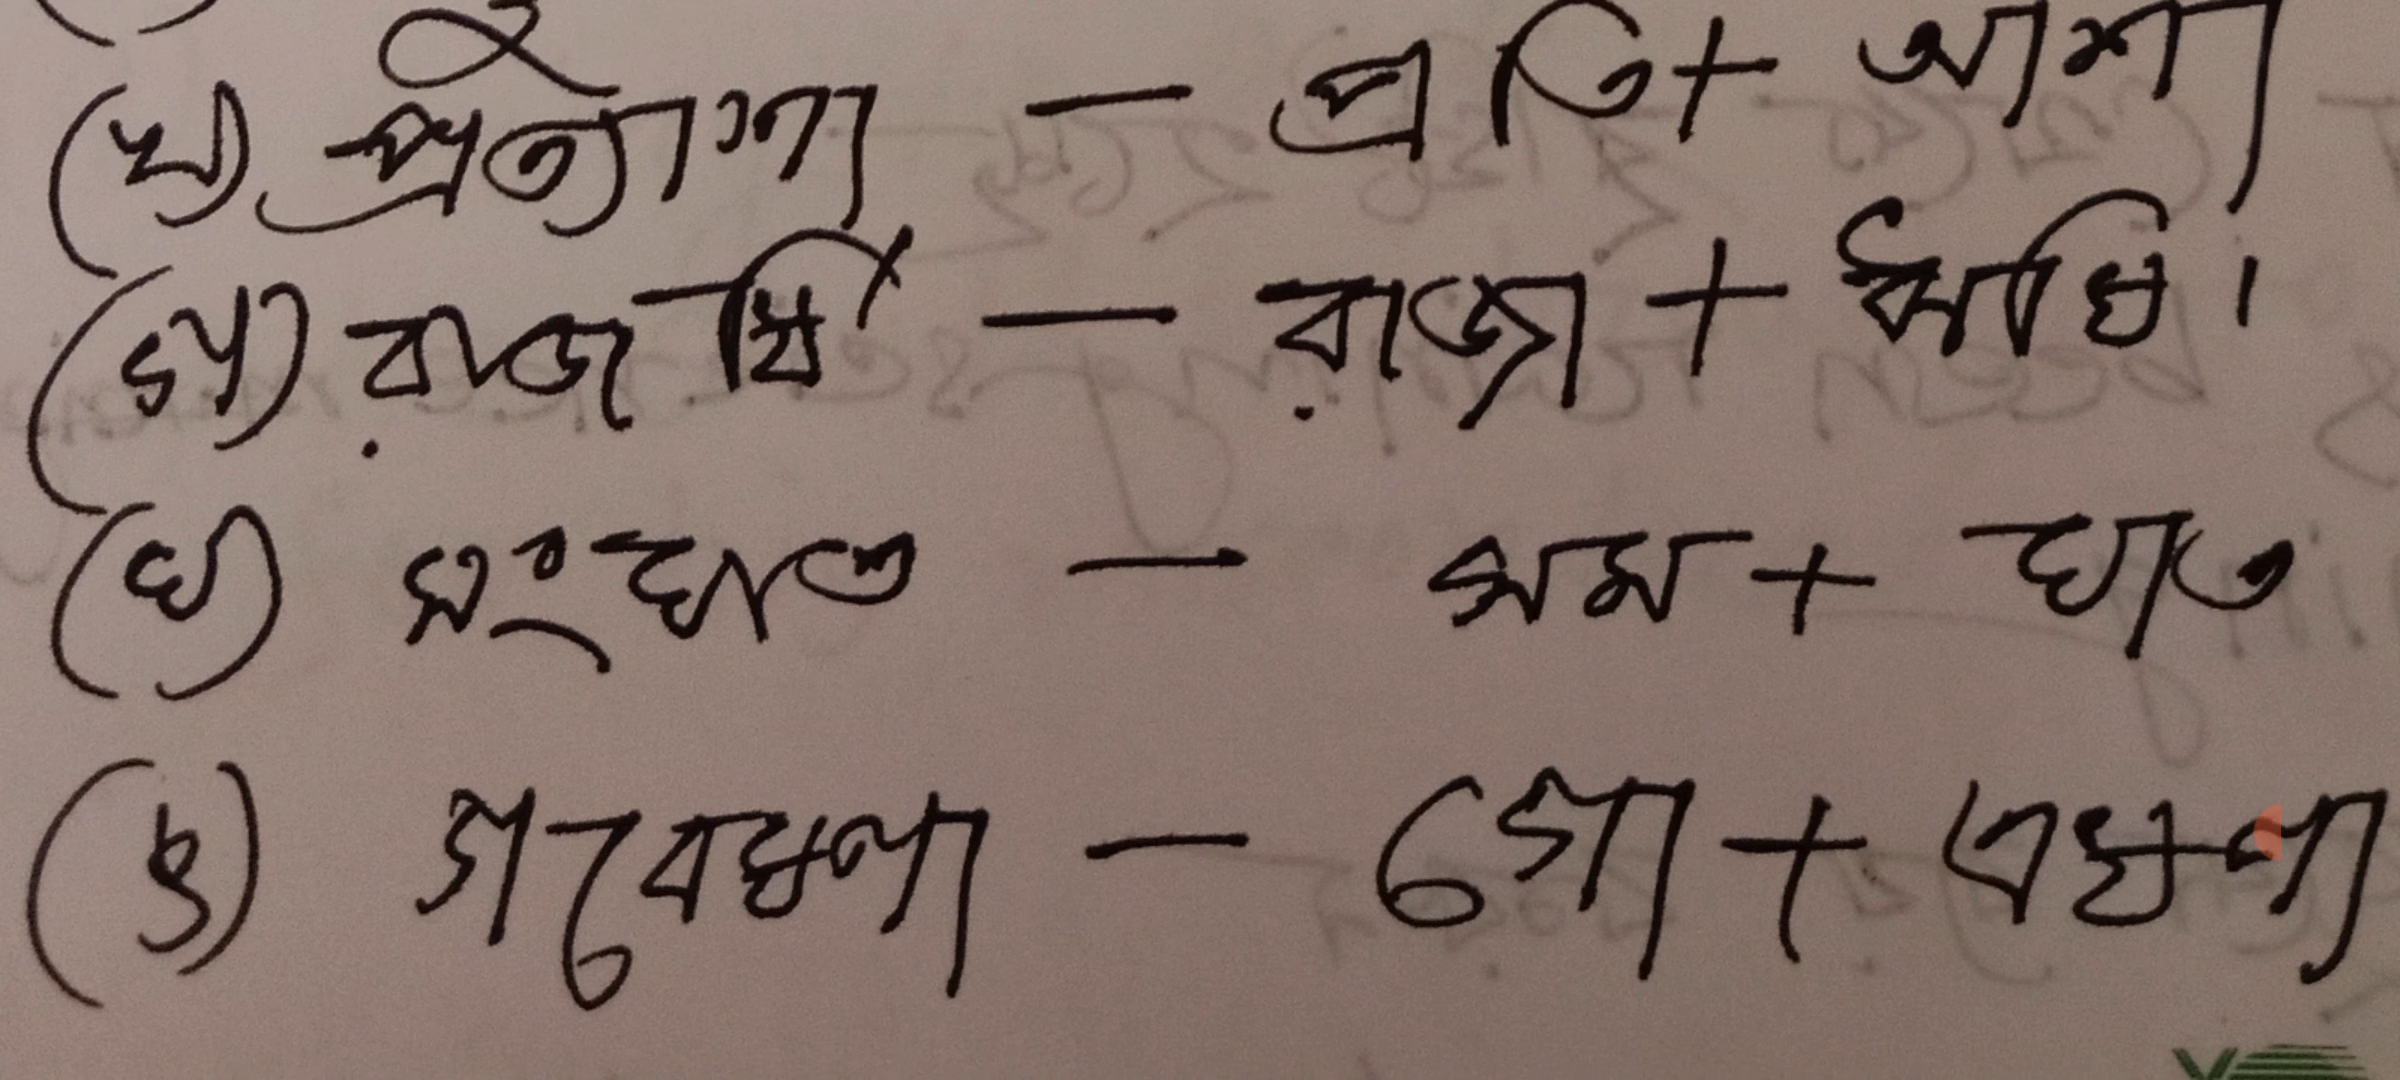 (খ) প্রত্যাশা — প্রতি + আশা
(গ) রাজর্ষি — রাজা + ঋষি।
(ঘ) সংঘাত — সম + ঘাত
(ঙ) গবেষণা — গো + এষণা